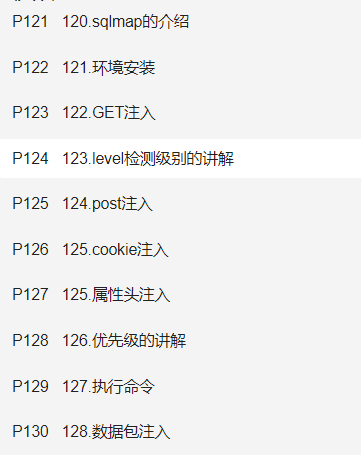 P121 120.sqlmap的介绍
P122 121.环境安装
P123 122.GET注入
P124 123.level检测级别的讲解
P125 124.post注入
P126 125.cookie注入
P127 125.属性头注入
P128 126.优先级的讲解
P129 127.执行命令
P130 128.数据包注入